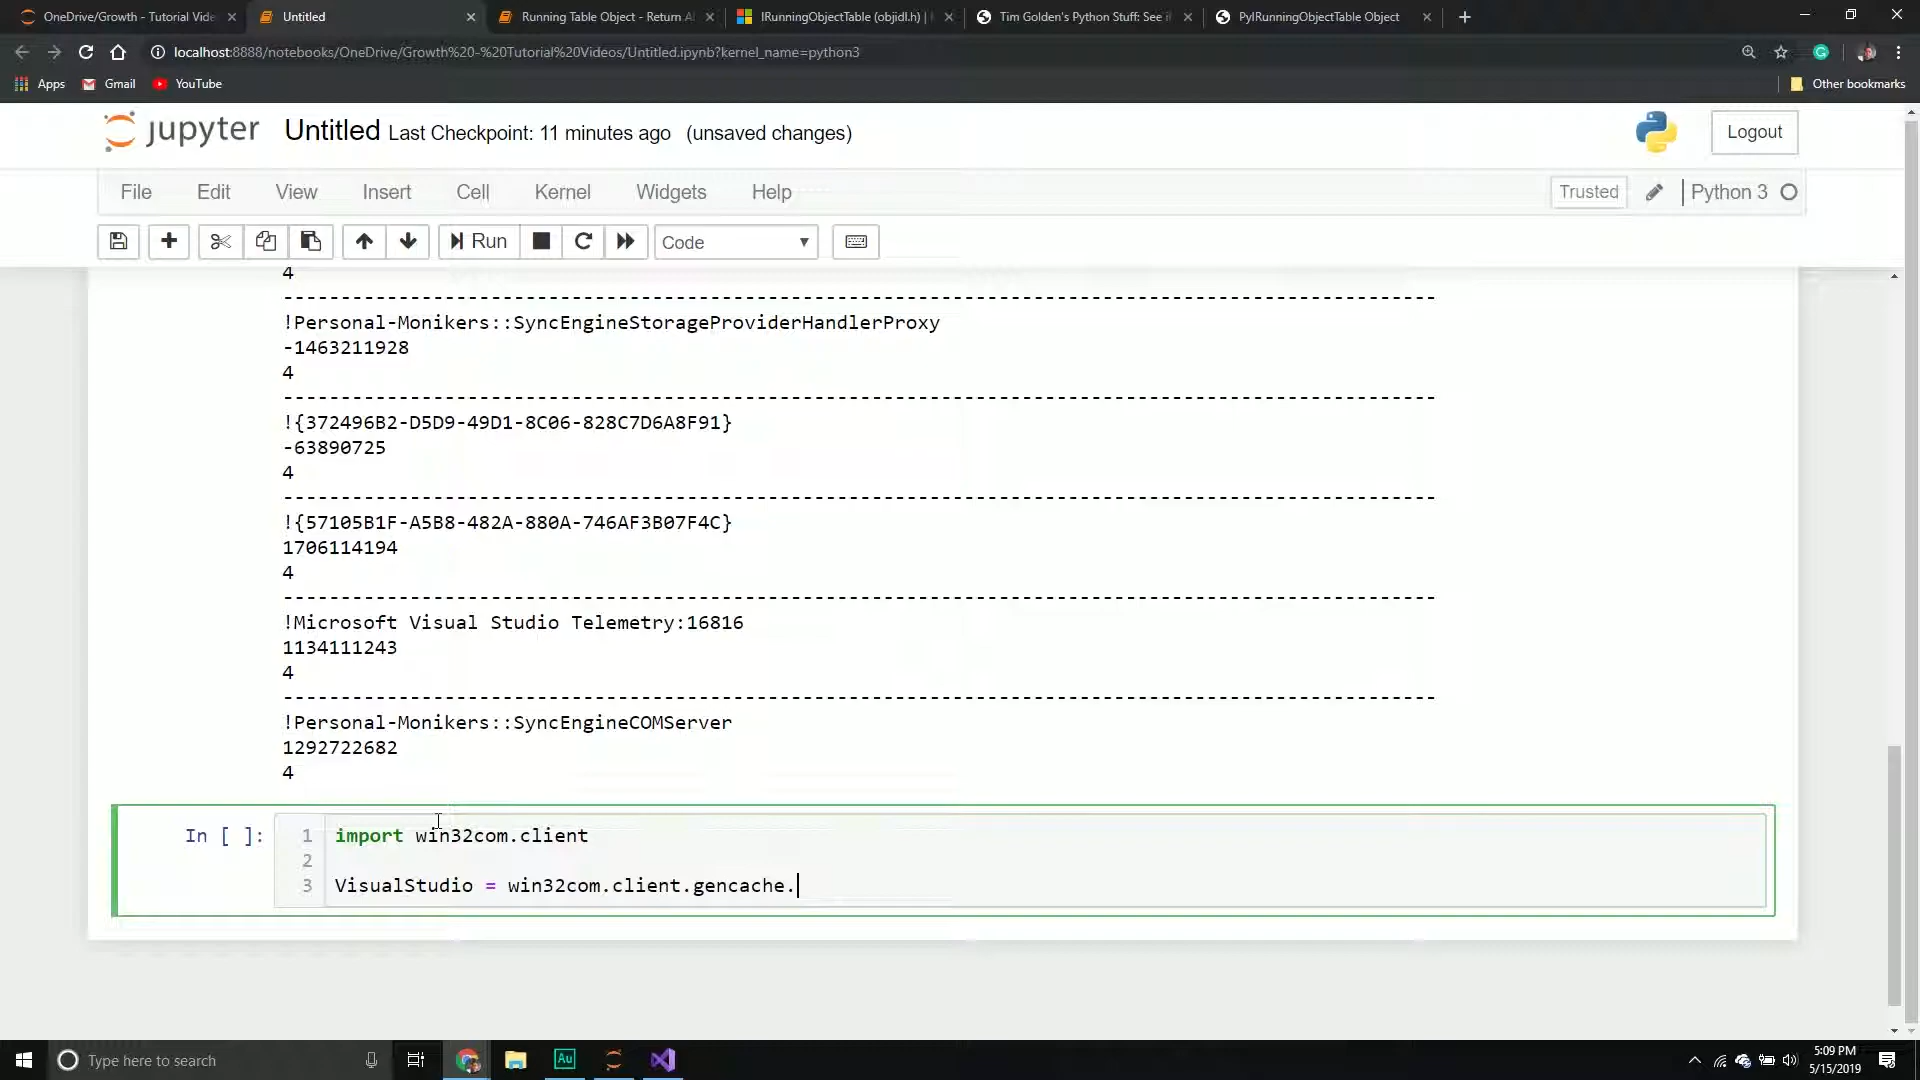 OneDrive/Growth - Tutorial Vide
Untitled
Running Table Object - Return Al
IRunningObjectTable (objidl.h) |
Tim Golden's Python Stuff: See i
PyIRunningObjectTable Object
localhost:8888/notebooks/OneDrive/Growth%20-%20Tutorial%20Videos/Untitled.ipynb?kernel_name=python3
Apps
Gmail
YouTube
Other bookmarks
jupyter
Untitled Last Checkpoint: 11 minutes ago (unsaved changes)
Logout
File Edit View Insert Cell Kernel Widgets Help
Trusted
Python 3
Run
Code
4
----------------------------------------------------------------------------------------------------
!Personal-Monikers::SyncEngineStorageProviderHandlerProxy
-1463211928
4
----------------------------------------------------------------------------------------------------
!{372496B2-D5D9-49D1-8C06-828C7D6A8F91}
-63890725
4
----------------------------------------------------------------------------------------------------
!{57105B1F-A5B8-482A-880A-746AF3B07F4C}
1706114194
4
----------------------------------------------------------------------------------------------------
!Microsoft Visual Studio Telemetry:16816
1134111243
4
----------------------------------------------------------------------------------------------------
!Personal-Monikers::SyncEngineCOMServer
1292722682
4
In [ ]:
1 import win32com.client
2
3 VisualStudio = win32com.client.gencache.
Type here to search
Au
5:09 PM
5/15/2019